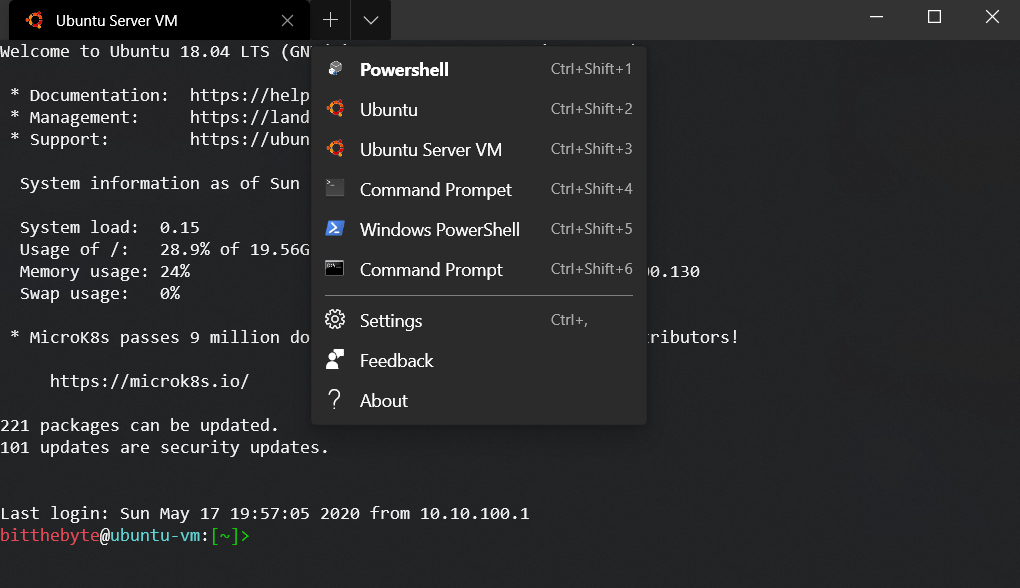 Ubuntu Server VM
Welcome to Ubuntu 18.04 LTS (GN
* Documentation: https://help
* Management: https://land
* Support: https://ubun
System information as of Sun
System load: 0.15
Usage of /: 28.9% of 19.56G
Memory usage: 24% 00.130
Swap usage: 0%
* MicroK8s passes 9 million do tributors!
https://microk8s.io/
221 packages can be updated.
101 updates are security updates.
Last login: Sun May 17 19:57:05 2020 from 10.10.100.1
bitthebyte@ubuntu-vm:[~]>
Powershell Ctrl+Shift+1
Ubuntu Ctrl+Shift+2
Ubuntu Server VM Ctrl+Shift+3
Command Prompet Ctrl+Shift+4
Windows PowerShell Ctrl+Shift+5
Command Prompt Ctrl+Shift+6
Settings Ctrl+,
Feedback
About